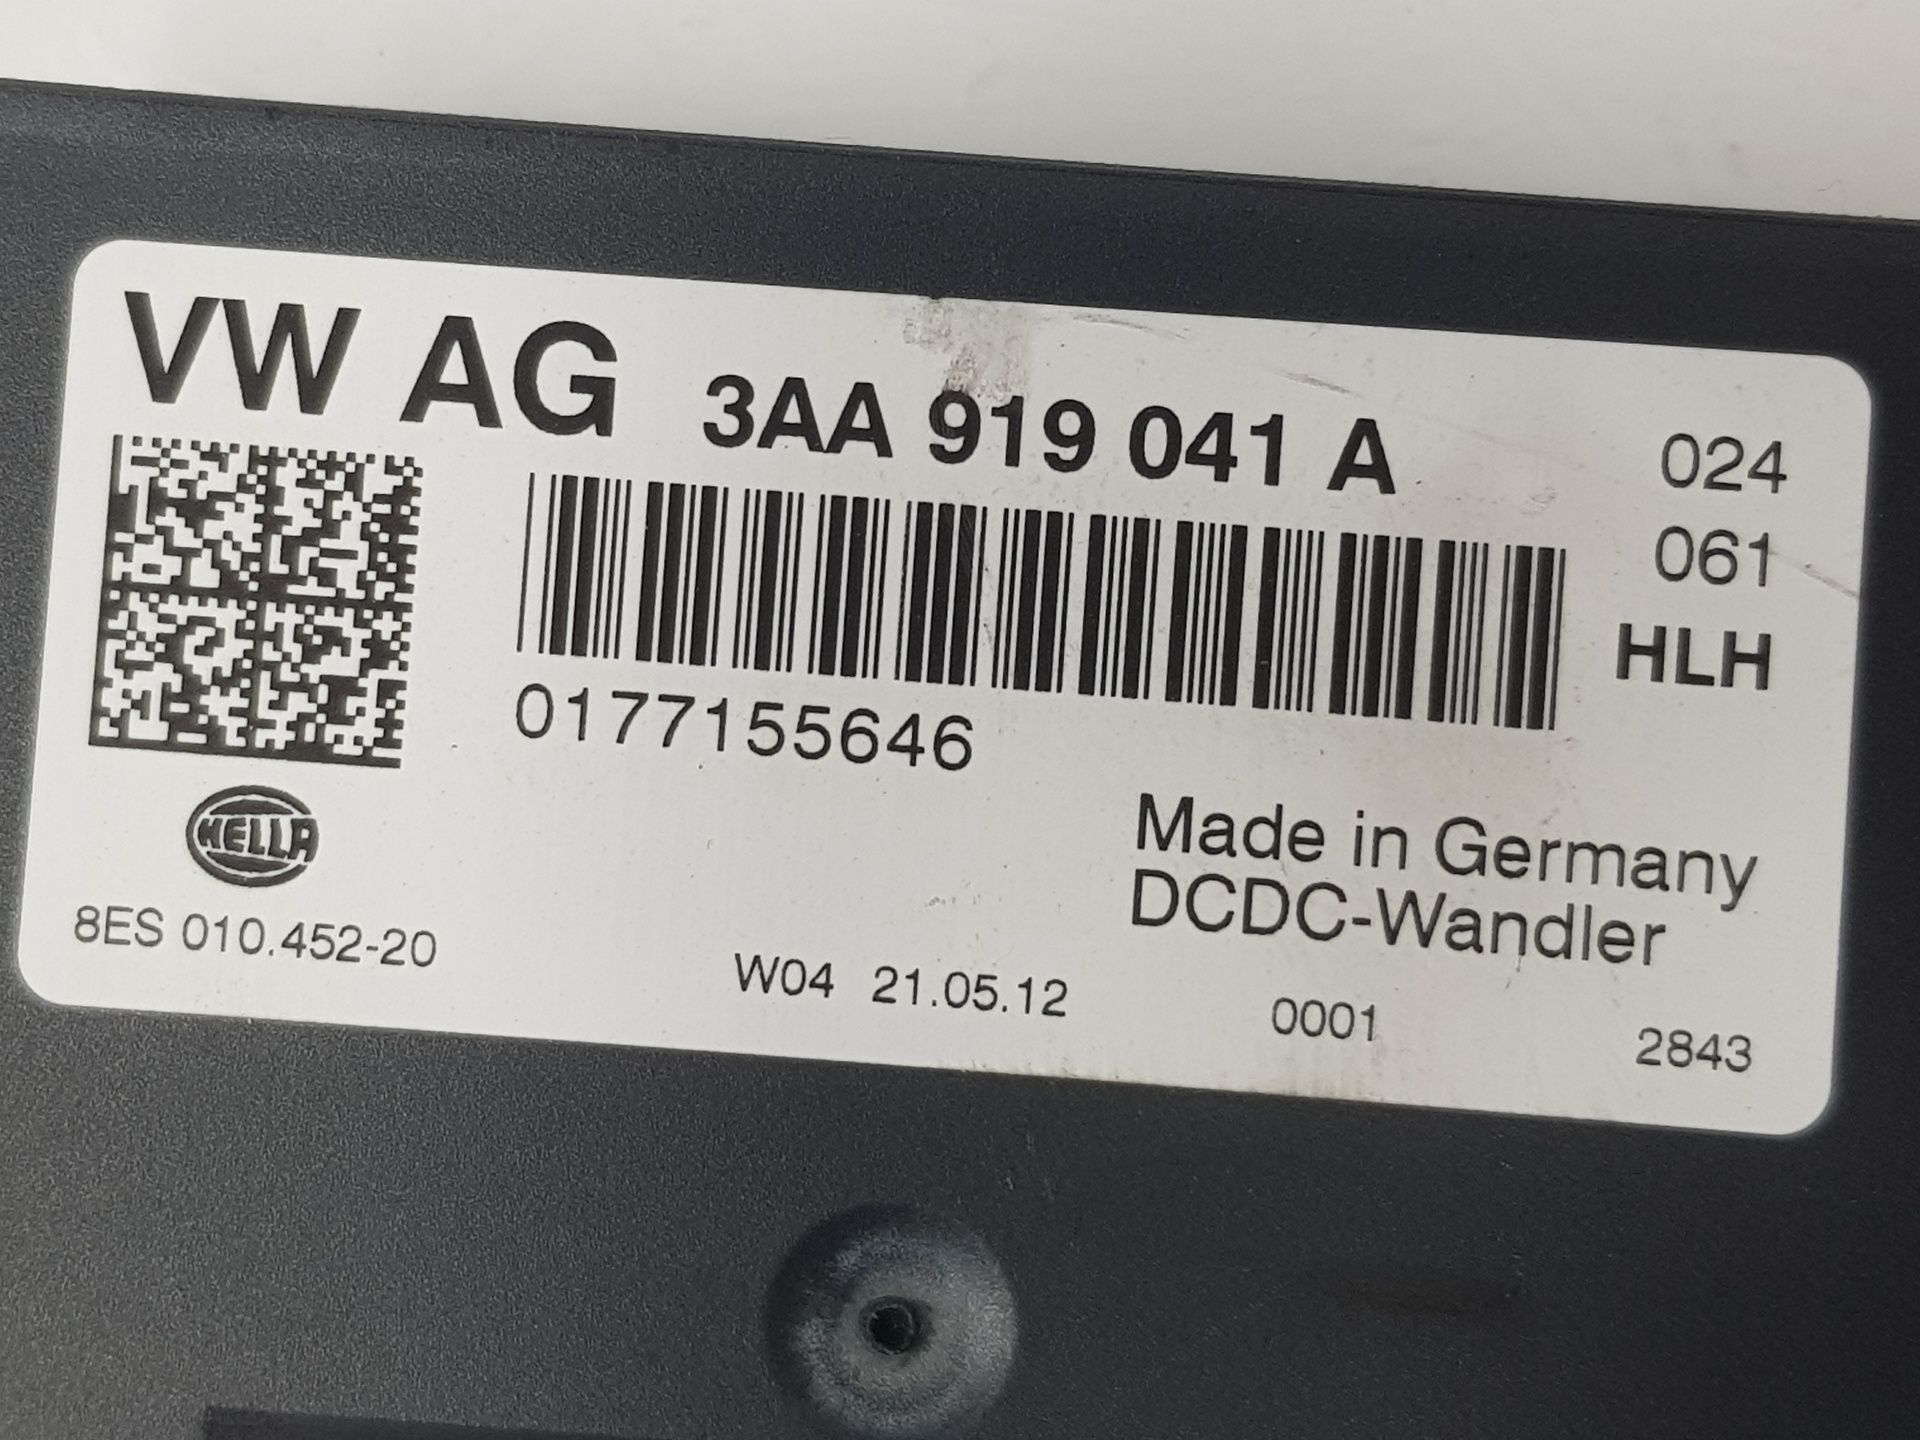 VW AG 3AA 919 041 A
024
061
HLH
0177155646
HELLA
Made in Germany
DCDC-Wandler
8ES 010.452-20
W04 21.05.12 0001 2843